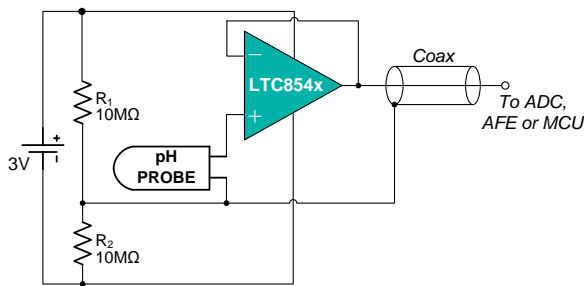 Coax
LTC854x
−
+
To ADC,
AFE or MCU
R1
10MΩ
+
3V
pH
PROBE
R2
10MΩ